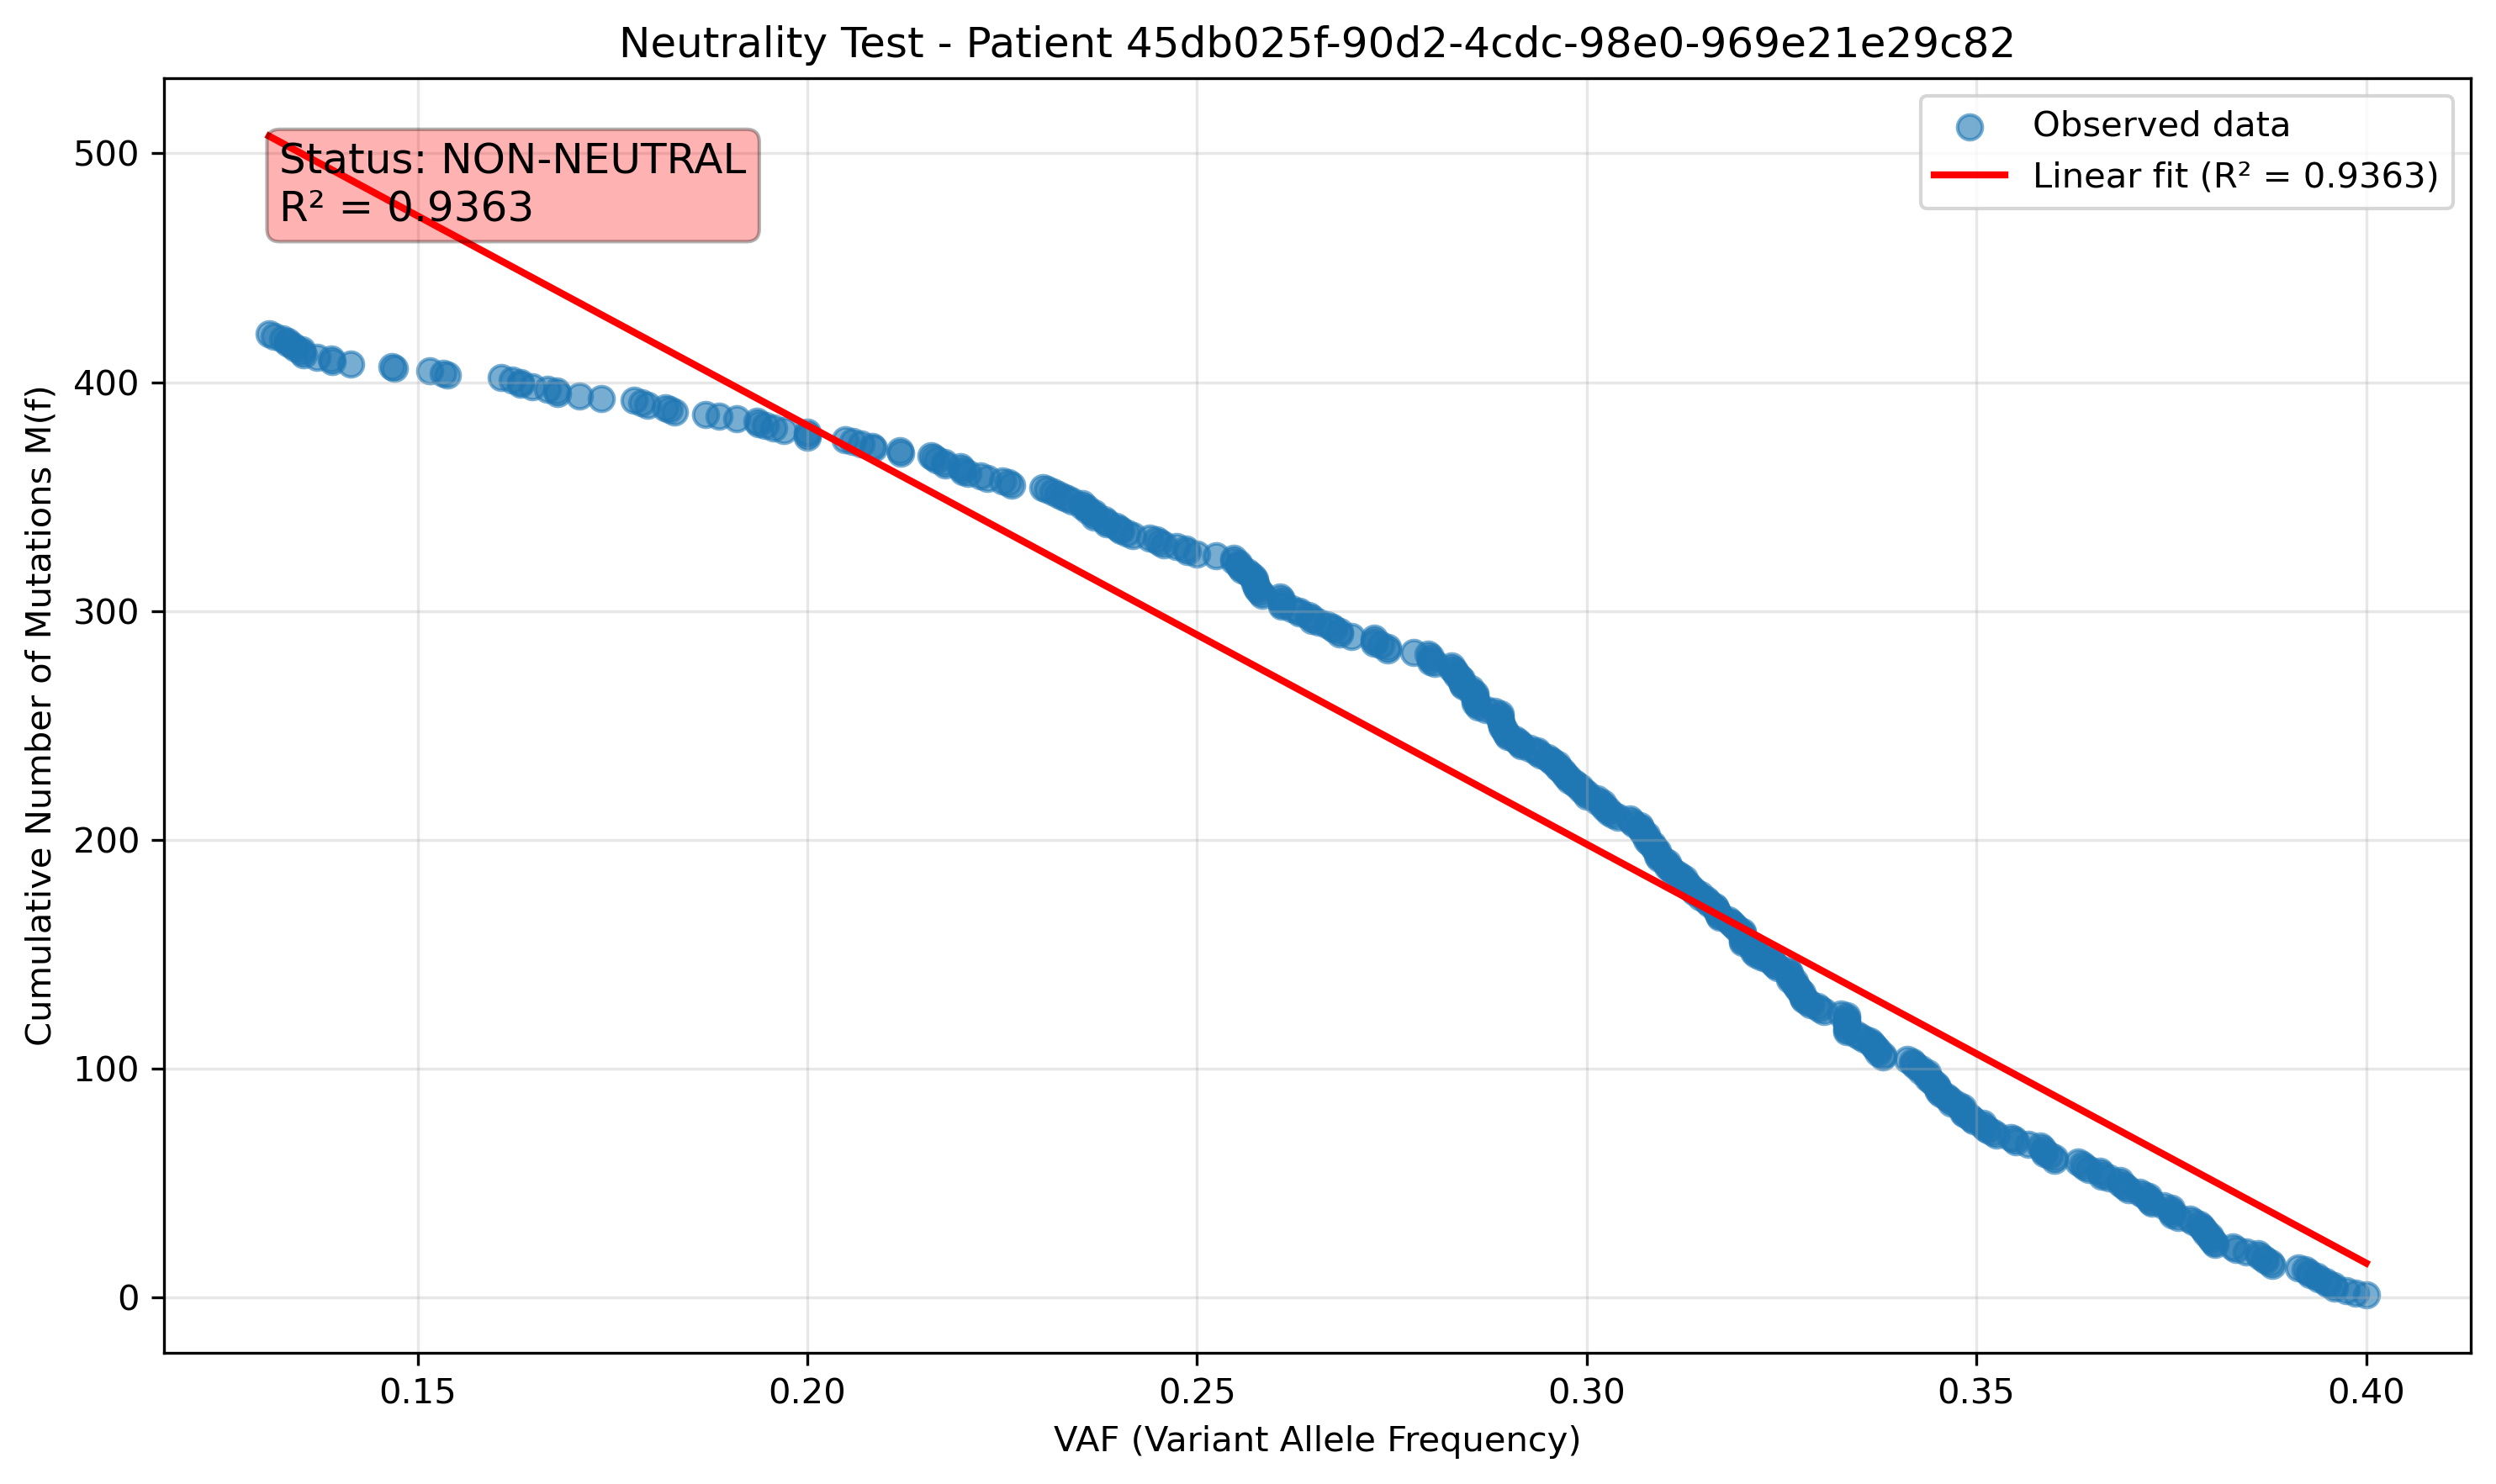 Neutrality Test - Patient 45db025f-90d2-4cdc-98e0-969e21e29c82
Observed data
Linear fit (R² = 0.9363)
Status: NON-NEUTRAL
R² = 0.9363
Cumulative Number of Mutations M(f)
500
400
300
200
100
0
0.15
0.20
0.25
0.30
0.35
0.40
VAF (Variant Allele Frequency)